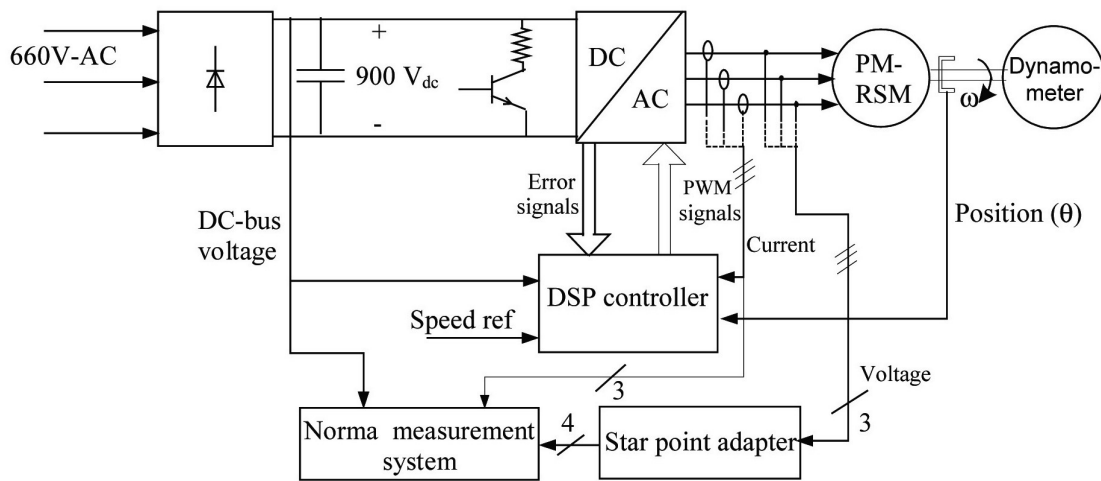 660V-AC
+
900 Vdc
-
DC
AC
PM-
RSM
ω
Dynamo-
meter
Error
signals
PWM
signals
DC-bus
voltage
Current
Position (θ)
DSP controller
Speed ref
3
Voltage
3
Norma measurement
system
4
Star point adapter